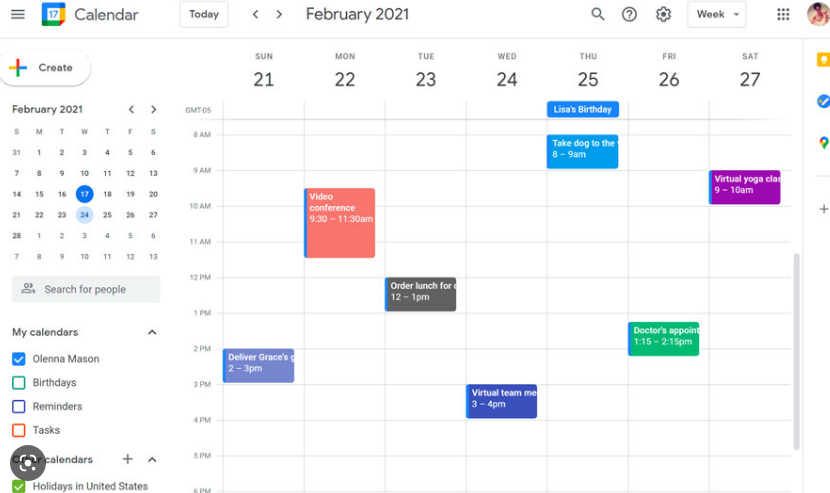 17 Calendar
Today
February 2021
Week
Create
February 2021
S M T W T F S
31 1 2 3 4 5 6
7 8 9 10 11 12 13
14 15 16 17 18 19 20
21 22 23 24 25 26 27
28 1 2 3 4 5 6
7 8 9 10 11 12 13
Search for people
My calendars
Olenna Mason
Birthdays
Reminders
Tasks
calendars
Holidays in United States
SUN MON TUE WED THU FRI SAT
21 22 23 24 25 26 27
GMT-05
Lisa's Birthday
8 AM
Take dog to the
8 – 9am
9 AM
Virtual yoga clas
9 – 10am
Video
conference
9:30 – 11:30am
10 AM
11 AM
12 PM
Order lunch for
12 – 1pm
1 PM
Doctor's appoint
1:15 – 2:15pm
2 PM
Deliver Grace's
2 – 3pm
3 PM
Virtual team me
3 – 4pm
4 PM
5 PM
6 PM